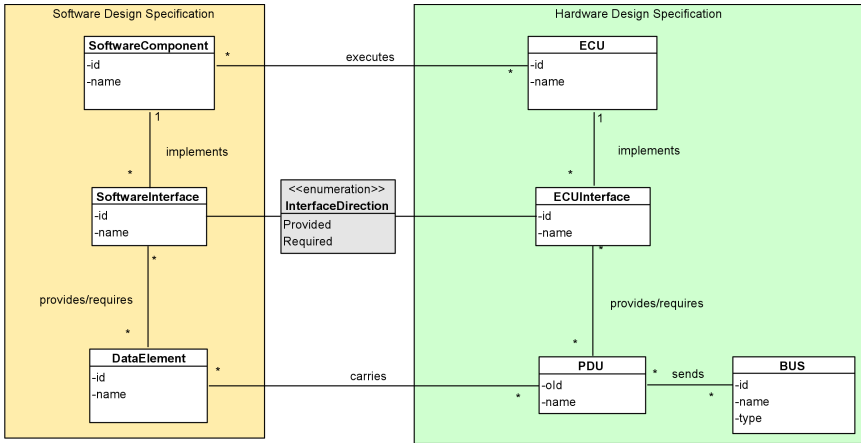 Software Design Specification
Hardware Design Specification
SoftwareComponent
-id
-name
*
executes
*
ECU
-id
-name
1
implements
*
1
implements
*
<<enumeration>>
InterfaceDirection
Provided
Required
SoftwareInterface
-id
-name
*
ECUInterface
-id
-name
*
provides/requires
*
provides/requires
*
DataElement
-id
-name
*
carries
*
PDU
-old
-name
*
sends
*
BUS
-id
-name
-type